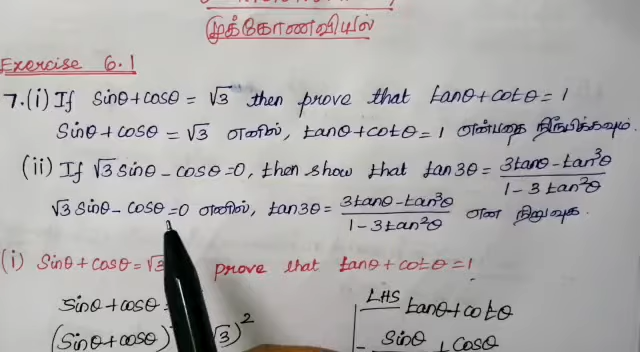 முக்கோணவியல்
Exercise 6.1
7.(i) If Sinθ+cosθ = √3 then prove that tanθ+cotθ=1
Sinθ+cosθ = √3 எனில், tanθ+cotθ=1 என்பதை நிரூபிக்கவும்.
(ii) If √3 sinθ - cosθ=0, then show that tan3θ = 3tanθ-tan³θ / 1-3tan²θ
√3 sinθ - cosθ=0 எனில், tan3θ = 3tanθ-tan³θ / 1-3tan²θ என நிறுவுக.
(i) Sinθ+cosθ=√3 prove that tanθ+cotθ=1
Sinθ+cosθ = LHS tanθ+cotθ
(Sinθ+cosθ) 3)² = Sinθ + Cosθ